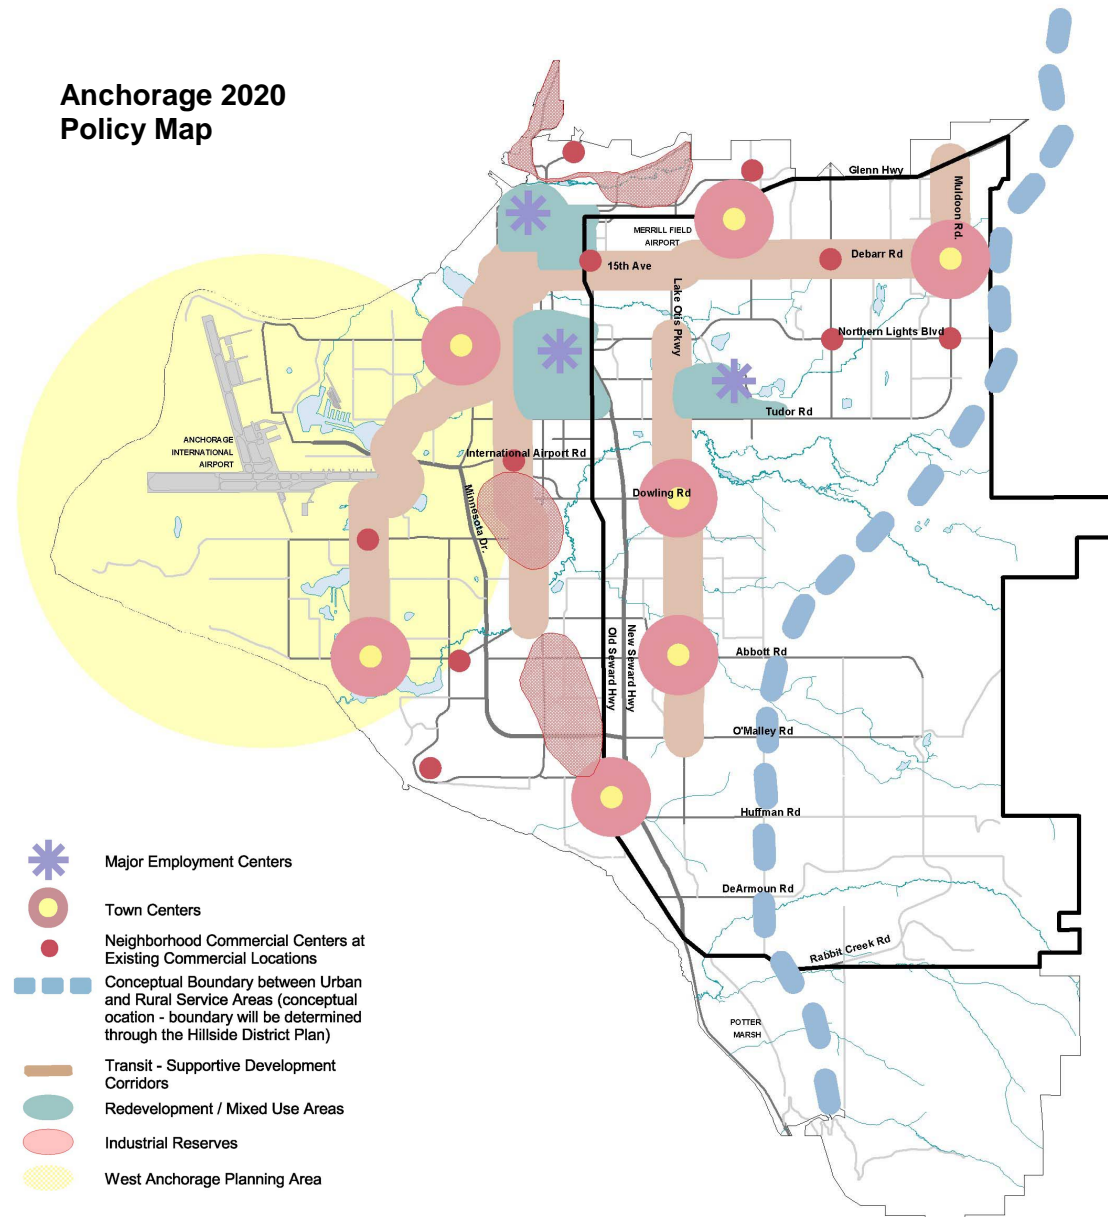 Anchorage 2020
Policy Map
Glenn Hwy
Muldoon Rd.
MERRILL FIELD
AIRPORT
15th Ave
Debarr Rd
Lake Otis Pkwy
Northern Lights Blvd
Tudor Rd
ANCHORAGE
INTERNATIONAL
AIRPORT
International Airport Rd
Minnesota Dr.
Dowling Rd
Old Seward Hwy
New Seward Hwy
Abbott Rd
O'Malley Rd
Huffman Rd
DeArmoun Rd
Rabbit Creek Rd
POTTER
MARSH
Major Employment Centers
Town Centers
Neighborhood Commercial Centers at
Existing Commercial Locations
Conceptual Boundary between Urban
and Rural Service Areas (conceptual
ocation - boundary will be determined
through the Hillside District Plan)
Transit - Supportive Development
Corridors
Redevelopment / Mixed Use Areas
Industrial Reserves
West Anchorage Planning Area